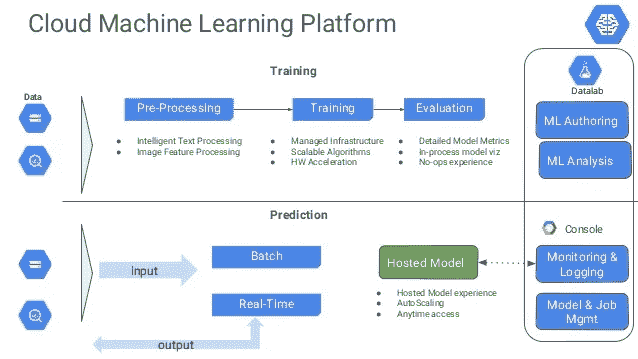 Cloud Machine Learning Platform
Training
Datalab
Data
Pre-Processing
Training
Evaluation
ML Authoring
Intelligent Text Processing
Image Feature Processing
Managed Infrastructure
Scalable Algorithms
HW Acceleration
Detailed Model Metrics
In-process model viz
No-ops experience
ML Analysis
Prediction
Console
Input
Batch
Hosted Model
Monitoring &
Logging
Real-Time
Hosted Model experience
AutoScaling
Anytime access
Model & Job
Mgmt
output